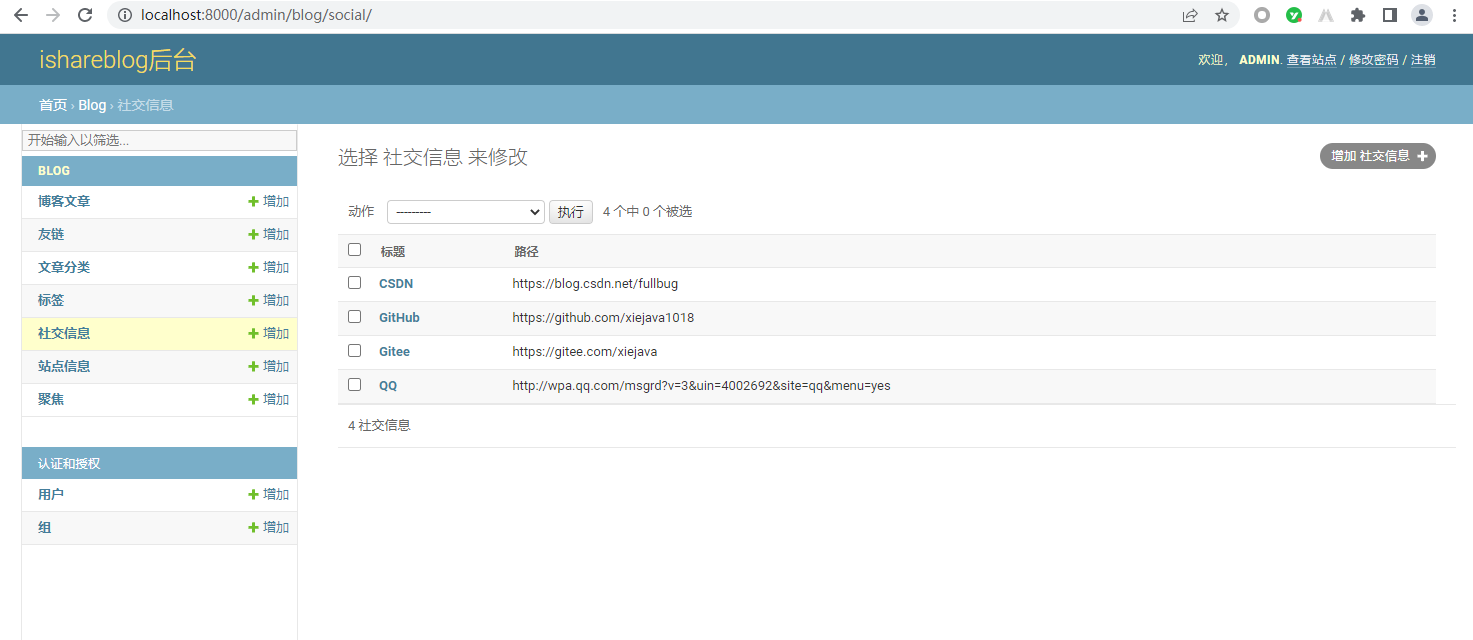 localhost:8000/admin/blog/social/
ishareblog后台
欢迎， ADMIN. 查看站点 / 修改密码 / 注销
首页 › Blog › 社交信息
开始输入以筛选...
BLOG
博客文章 增加
友链 增加
文章分类 增加
标签 增加
社交信息 增加
站点信息 增加
聚焦 增加
认证和授权
用户 增加
组 增加
选择 社交信息 来修改
增加 社交信息
动作 --------- 执行 4 个中 0 个被选
标题 路径
CSDN https://blog.csdn.net/fullbug
GitHub https://github.com/xiejava1018
Gitee https://gitee.com/xiejava
QQ http://wpa.qq.com/msgrd?v=3&uin=4002692&site=qq&menu=yes
4 社交信息